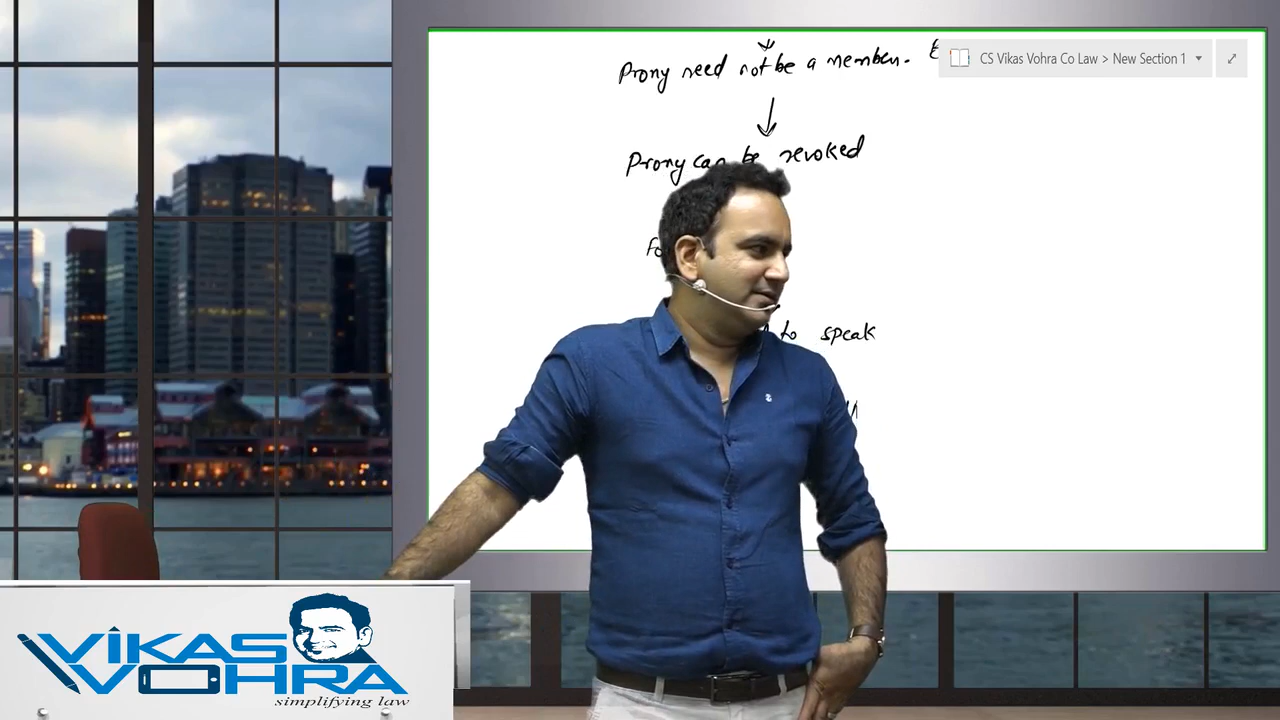 Proxy need not be a member.
CS Vikas Vohra Co Law > New Section 1
Proxy can be revoked
to speak
VIKAS
VOHRA
simplifying law